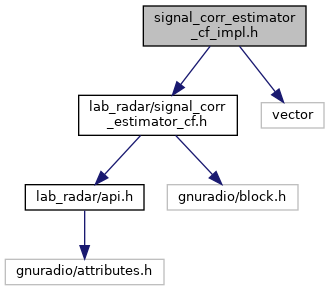 signal_corr_estimator
_cf_impl.h
lab_radar/signal_corr
_estimator_cf.h
vector
lab_radar/api.h
gnuradio/block.h
gnuradio/attributes.h